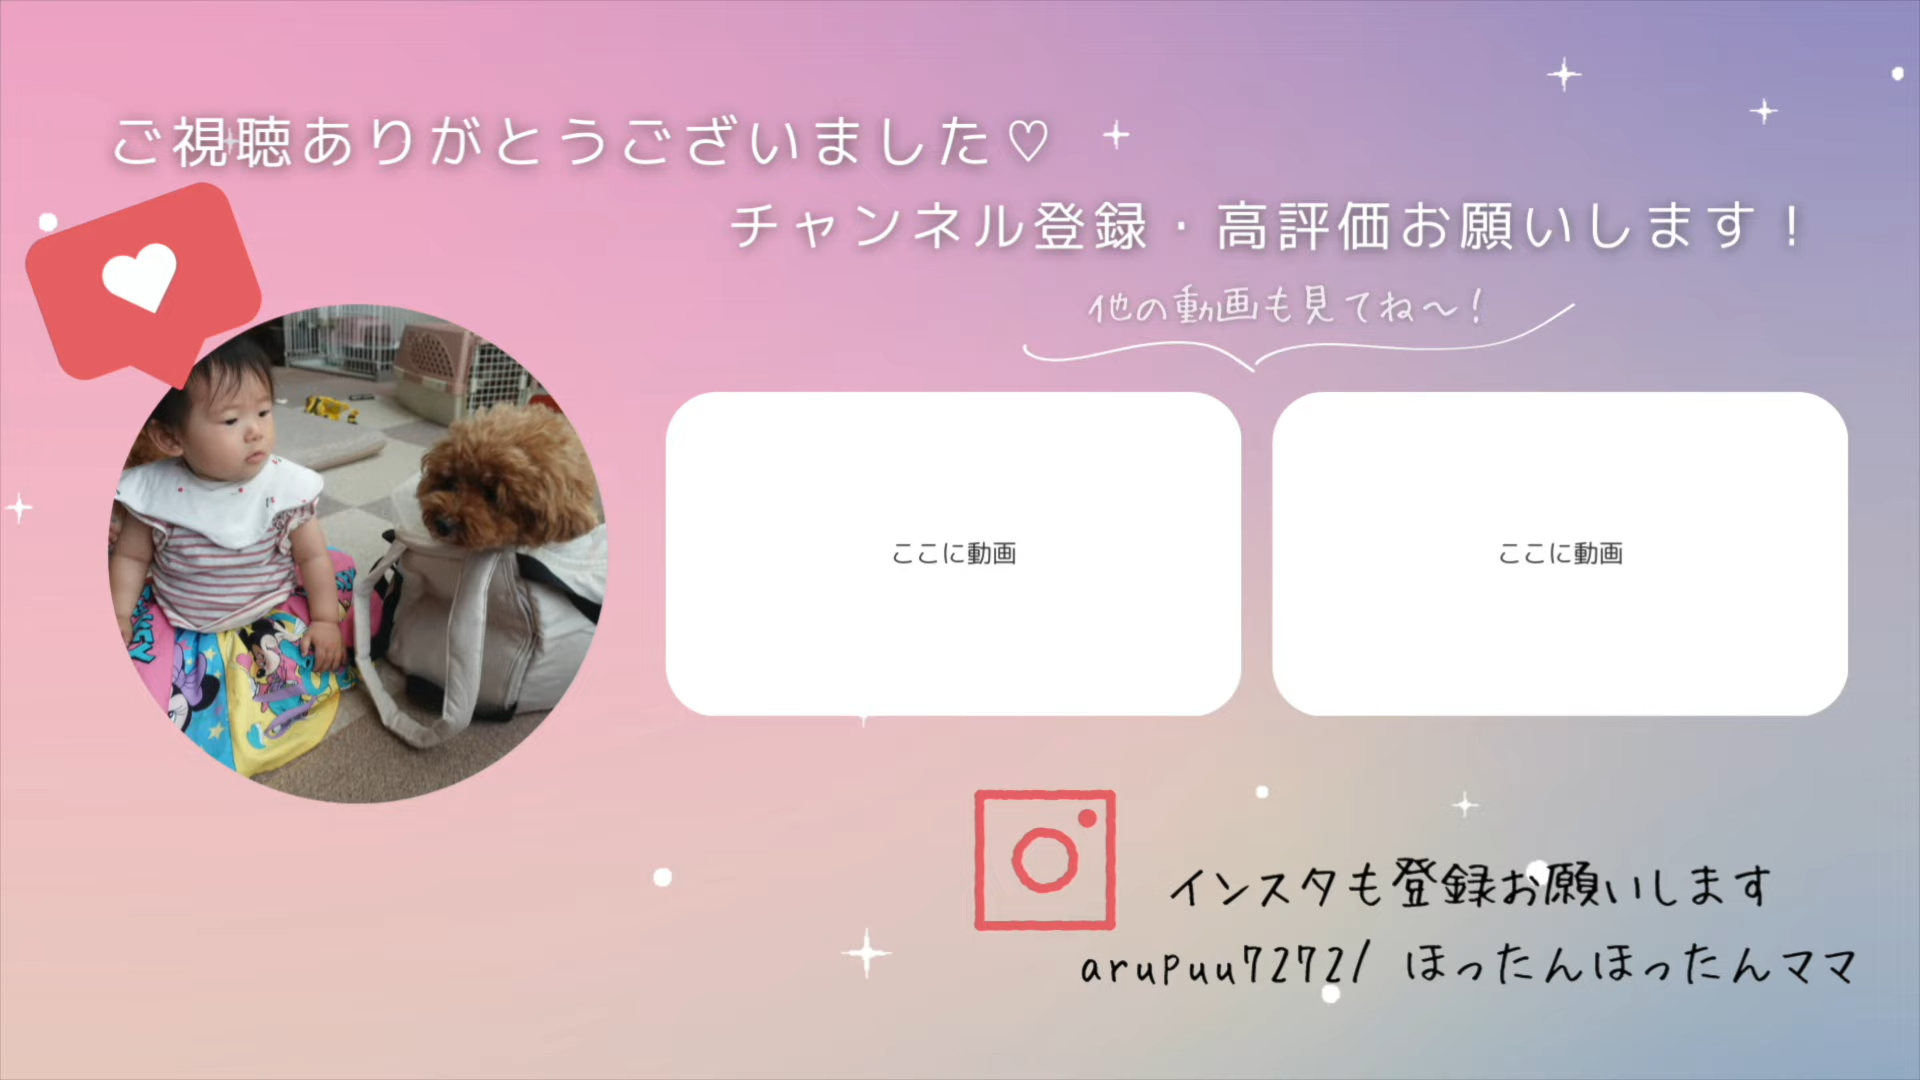 ご視聴ありがとうございました♡
チャンネル登録・高評価お願いします！
他の動画も見てね〜！
ここに動画
ここに動画
インスタも登録お願いします
arupuu7272/ ほったんほったんママ